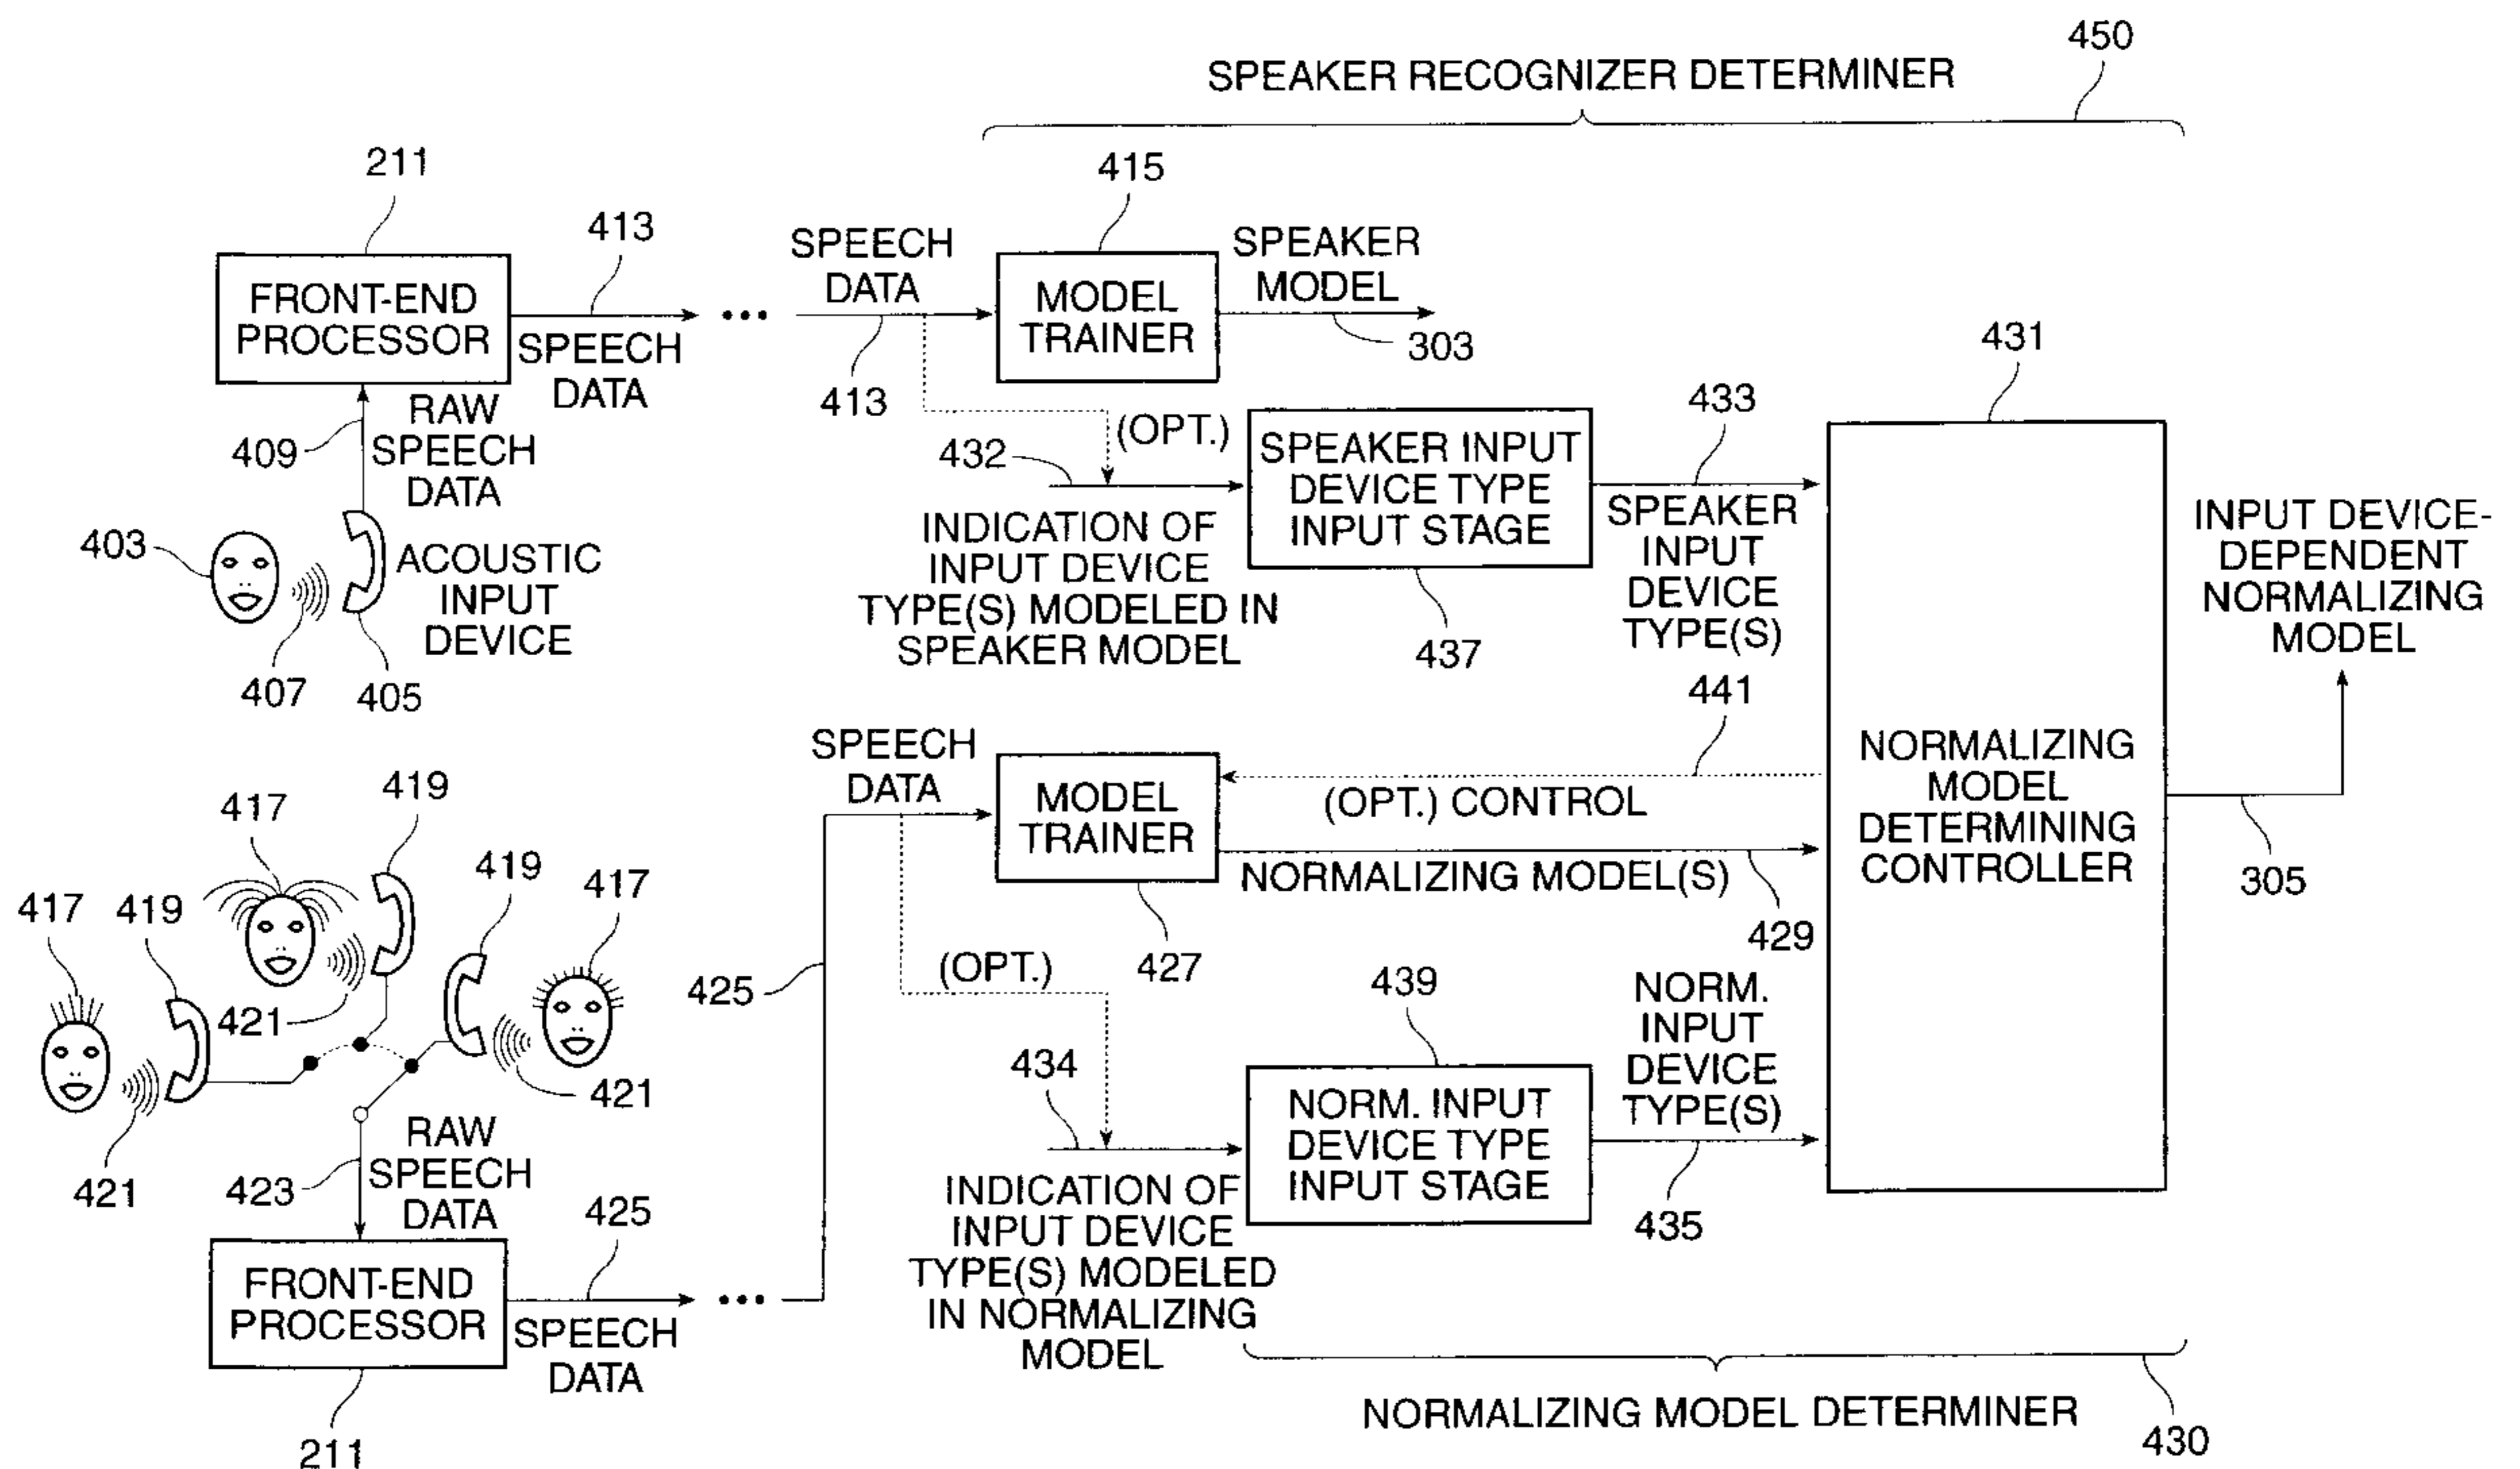 450
SPEAKER RECOGNIZER DETERMINER
211
413
FRONT-END
PROCESSOR
SPEECH
DATA
SPEECH
DATA
413
415
MODEL
TRAINER
SPEAKER
MODEL
303
409
RAW
SPEECH
DATA
403
407
405
ACOUSTIC
INPUT
DEVICE
(OPT.)
432
INDICATION OF
INPUT DEVICE
TYPE(S) MODELED IN
SPEAKER MODEL
SPEAKER INPUT
DEVICE TYPE
INPUT STAGE
437
433
SPEAKER
INPUT
DEVICE
TYPE(S)
431
NORMALIZING
MODEL
DETERMINING
CONTROLLER
INPUT DEVICE-
DEPENDENT
NORMALIZING
MODEL
305
441
(OPT.) CONTROL
SPEECH
DATA
MODEL
TRAINER
427
NORMALIZING MODEL(S)
429
417
419
417
419
419
417
421
421
421
423
RAW
SPEECH
DATA
FRONT-END
PROCESSOR
211
425
SPEECH
DATA
425
(OPT.)
434
INDICATION OF
INPUT DEVICE
TYPE(S) MODELED
IN NORMALIZING
MODEL
439
NORM. INPUT
DEVICE TYPE
INPUT STAGE
NORM.
INPUT
DEVICE
TYPE(S)
435
NORMALIZING MODEL DETERMINER
430